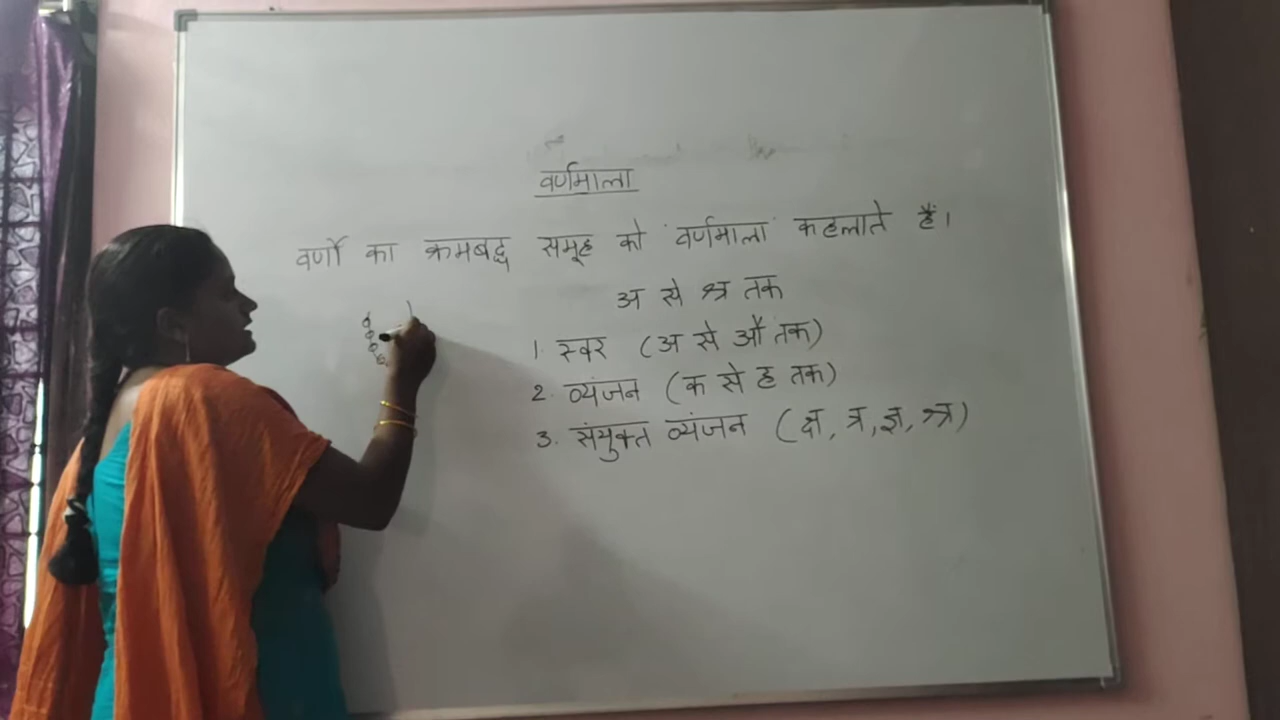 वर्णमाला
वर्णों का क्रमबद्ध समूह को वर्णमाला कहलाते हैं।
अ से श्र तक
1. स्वर (अ से औ तक)
2. व्यंजन (क से ह तक)
3. संयुक्त व्यंजन (क्ष, त्र, ज्ञ, श्र)